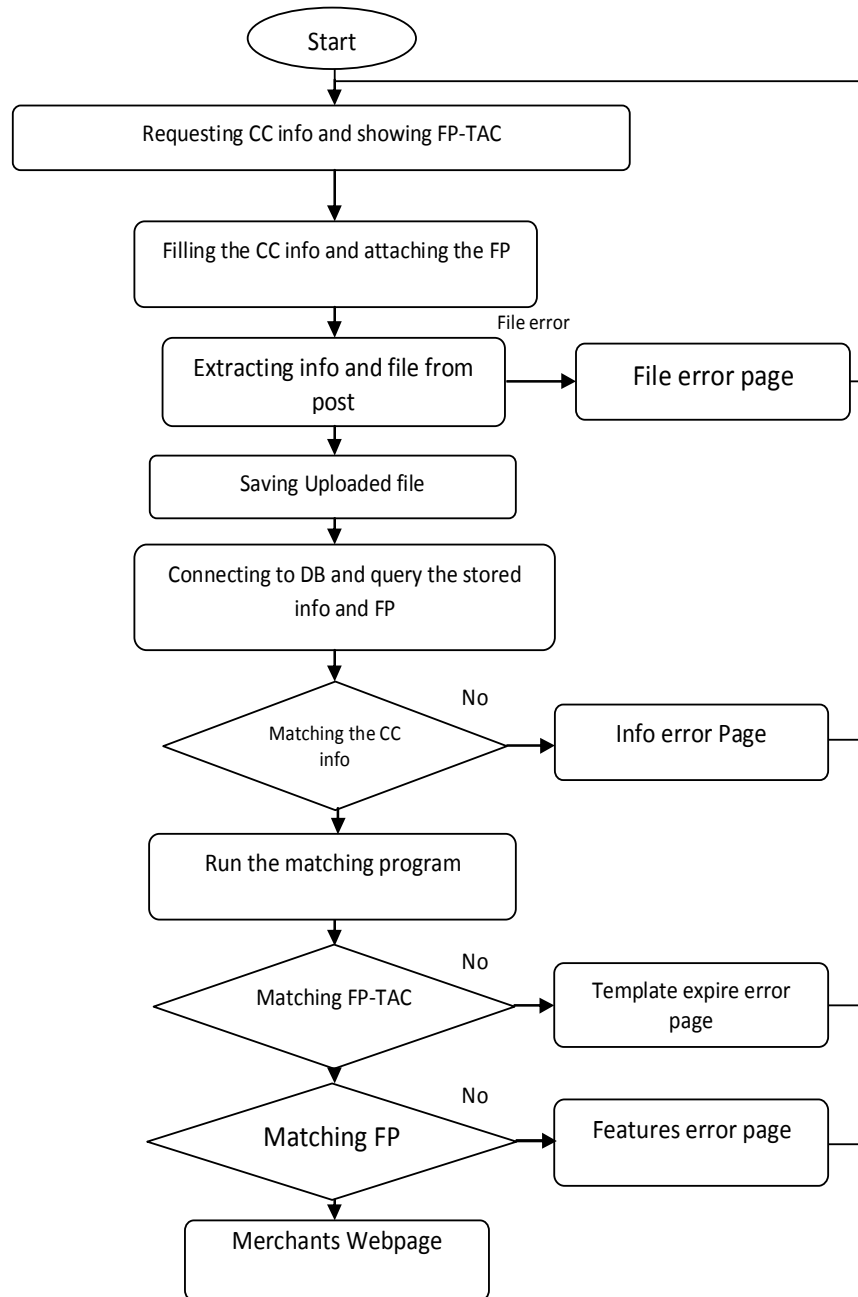 Start
Requesting CC info and showing FP-TAC
Filling the CC info and attaching the FP
File error
Extracting info and file from
post
File error page
Saving Uploaded file
Connecting to DB and query the stored
info and FP
No
Matching the CC
info
Info error Page
Run the matching program
No
Matching FP-TAC
Template expire error
page
No
Matching FP
Features error page
Merchants Webpage